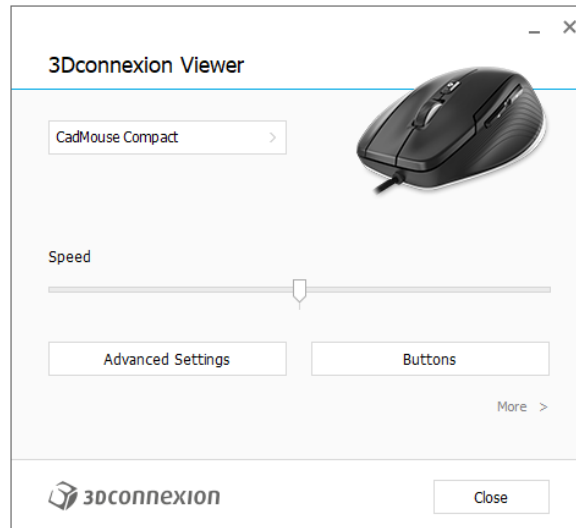 3Dconnexion Viewer
CadMouse Compact
Speed
Advanced Settings
Buttons
More >
3Dconnexion
Close